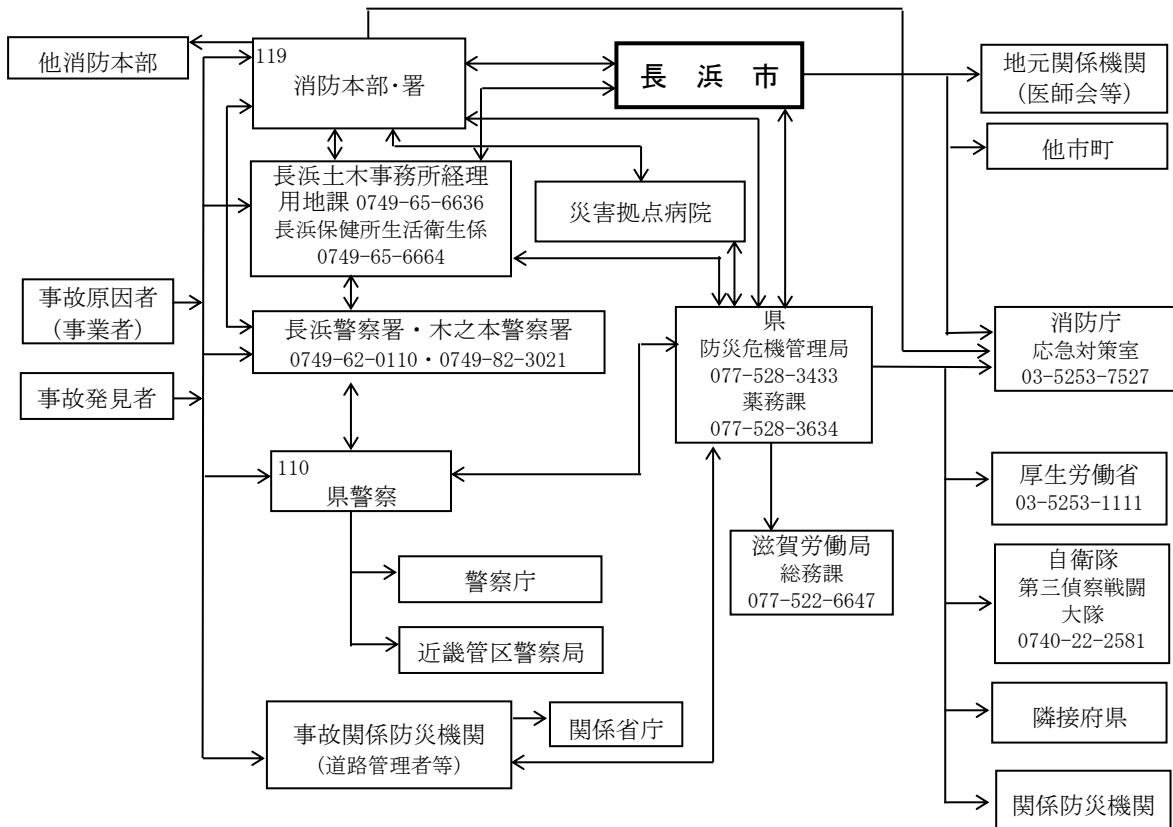 他消防本部
119
消防本部・署
長 浜 市
地元関係機関
(医師会等)
他市町
長浜土木事務所経理
用地課 0749-65-6636
長浜保健所生活衛生係
0749-65-6664
災害拠点病院
事故原因者
(事業者)
長浜警察署・木之本警察署
0749-62-0110・0749-82-3021
県
防災危機管理局
077-528-3433
薬務課
077-528-3634
消防庁
応急対策室
03-5253-7527
事故発見者
110
県警察
厚生労働省
03-5253-1111
滋賀労働局
総務課
077-522-6647
自衛隊
第三偵察戦闘
大隊
0740-22-2581
警察庁
近畿管区警察局
事故関係防災機関
(道路管理者等)
関係省庁
隣接府県
関係防災機関